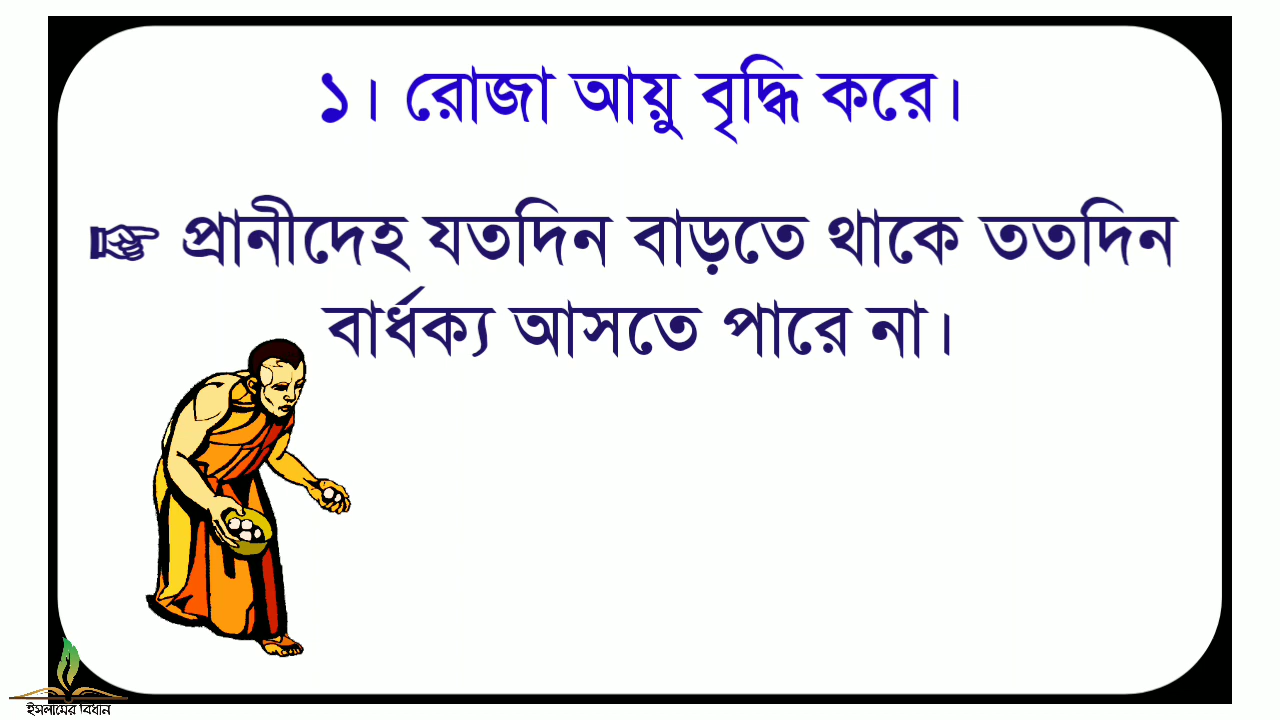 ১। রোজা আয়ু বৃদ্ধি করে।
☞ প্রানীদেহ যতদিন বাড়তে থাকে ততদিন
বার্ধক্য আসতে পারে না।
ইসলামের বিধান